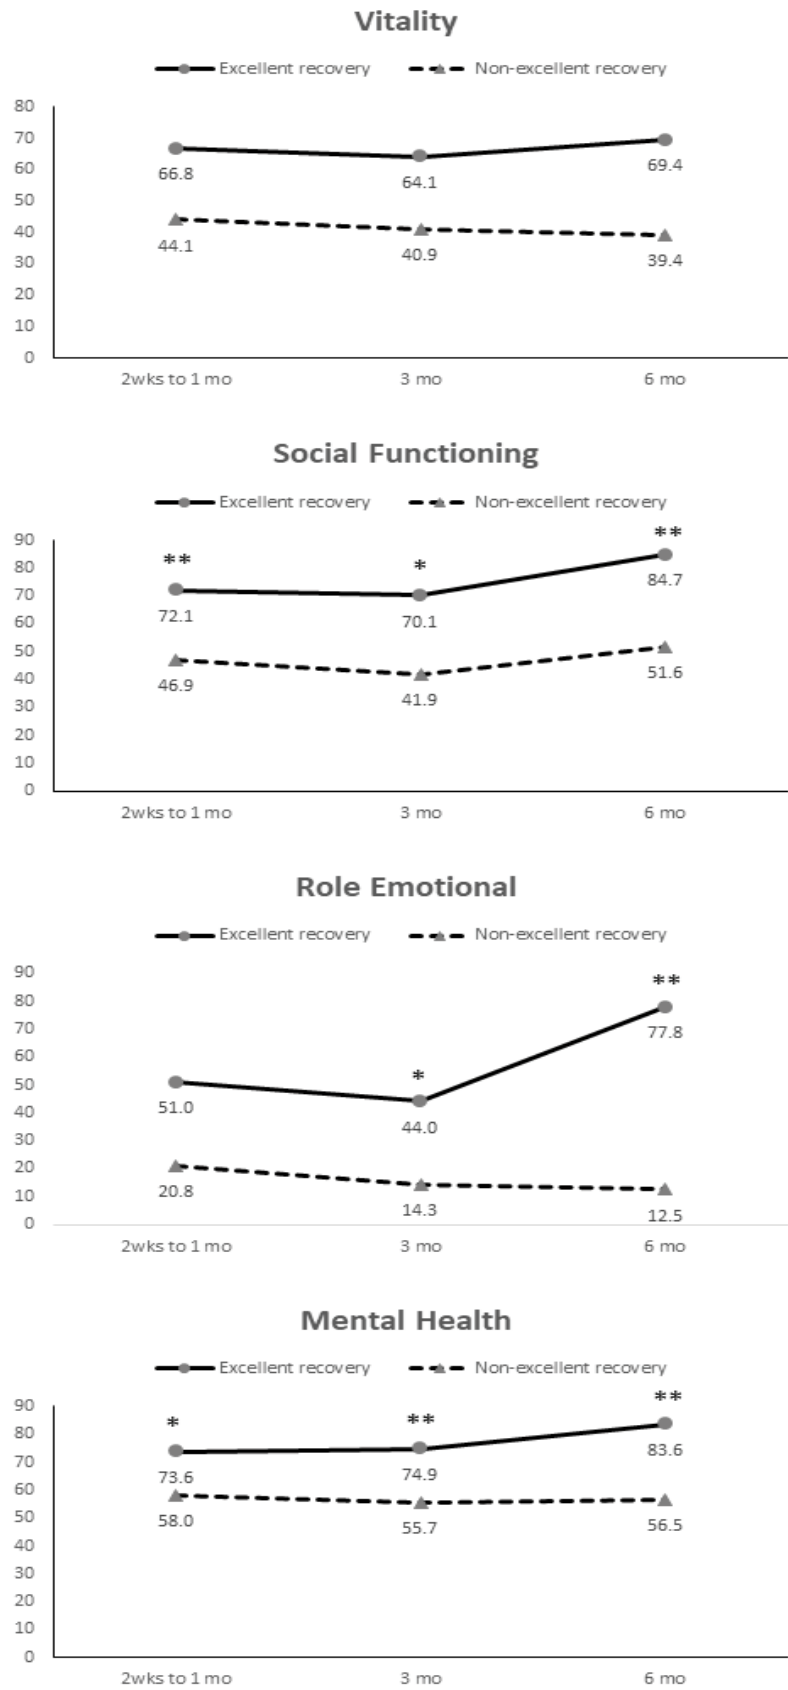 Vitality
Excellent recovery Non-excellent recovery
80
70
60
50
40
30
20
10
0
66.8 64.1 69.4
44.1 40.9 39.4
2wks to 1 mo 3 mo 6 mo
Social Functioning
Excellent recovery Non-excellent recovery
90
80
70
60
50
40
30
20
10
0
** * **
72.1 70.1 84.7
46.9 41.9 51.6
2wks to 1 mo 3 mo 6 mo
Role Emotional
Excellent recovery Non-excellent recovery
90
80
70
60
50
40
30
20
10
0
* **
51.0 44.0 77.8
20.8 14.3 12.5
2wks to 1 mo 3 mo 6 mo
Mental Health
Excellent recovery Non-excellent recovery
90
80
70
60
50
40
30
20
10
0
* ** **
73.6 74.9 83.6
58.0 55.7 56.5
2wks to 1 mo 3 mo 6 mo